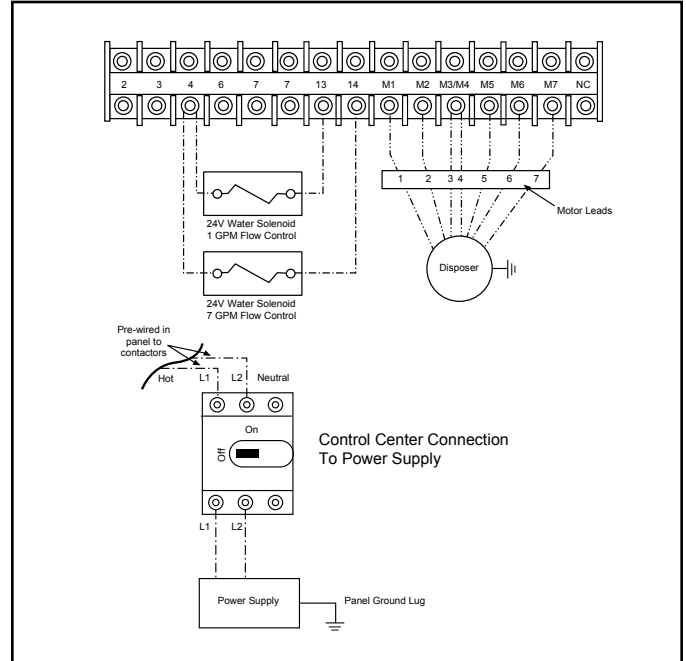 2 3 4 6 7 7 13 14 M1 M2 M3/M4 M5 M6 M7 NC
1 2 3 4 5 6 7
Motor Leads
24V Water Solenoid
1 GPM Flow Control
Disposer
24V Water Solenoid
7 GPM Flow Control
Pre-wired in
panel to
contactors
Hot L1 L2 Neutral
On
Off
Control Center Connection
To Power Supply
L1 L2
Power Supply
Panel Ground Lug